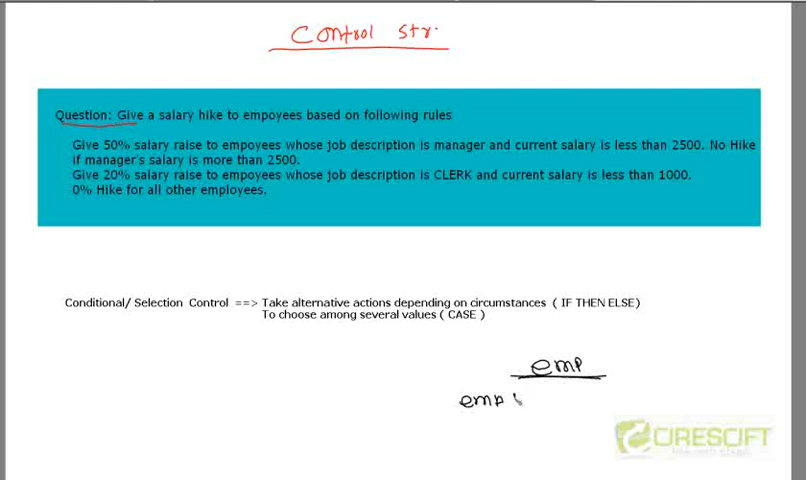 Control str.
Question: Give a salary hike to empoyees based on following rules
Give 50% salary raise to empoyees whose job description is manager and current salary is less than 2500. No Hike
if manager's salary is more than 2500.
Give 20% salary raise to empoyees whose job description is CLERK and current salary is less than 1000.
0% Hike for all other employees.
Conditional/ Selection Control ==> Take alternative actions depending on circumstances ( IF THEN ELSE)
To choose among several values ( CASE )
emp
emp
CIRESCIFT